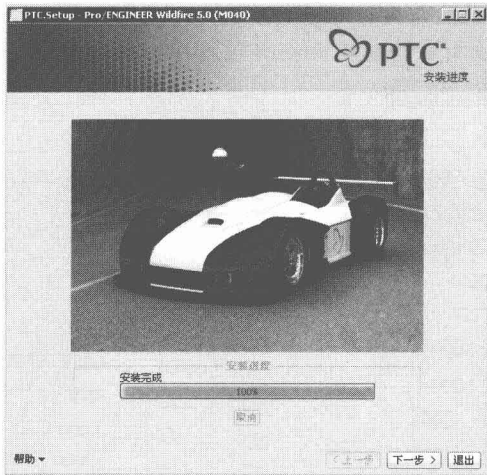 PTC.Setup - Pro/ENGINEER Wildfire 5.0 (M040)
PTC
安装进度
安装进度
安装完成
100%
取消
帮助
< 上一步
下一步 >
退出